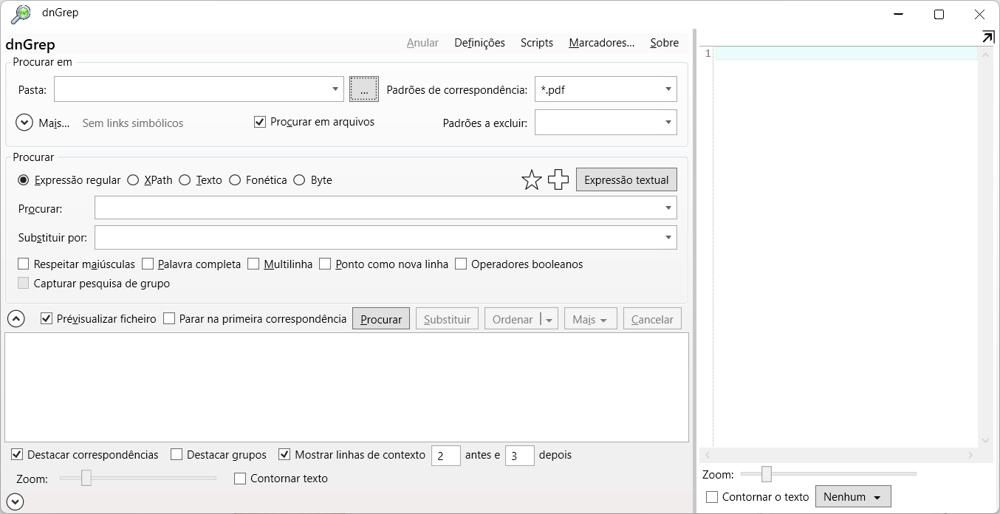 dnGrep
dnGrep Anular Definições Scripts Marcadores... Sobre
Procurar em
Pasta: ... Padrões de correspondência: *.pdf
Mais... Sem links simbólicos Procurar em arquivos Padrões a excluir:
Procurar
Expressão regular XPath Texto Fonética Byte Expressão textual
Procurar:
Substituir por:
Respeitar maiúsculas Palavra completa Multilinha Ponto como nova linha Operadores booleanos
Capturar pesquisa de grupo
Prévisualizar ficheiro Parar na primeira correspondência Procurar Substituir Ordenar Mais Cancelar
Destacar correspondências Destacar grupos Mostrar linhas de contexto 2 antes e 3 depois
Zoom: Contornar texto
1
Zoom:
Contornar o texto Nenhum